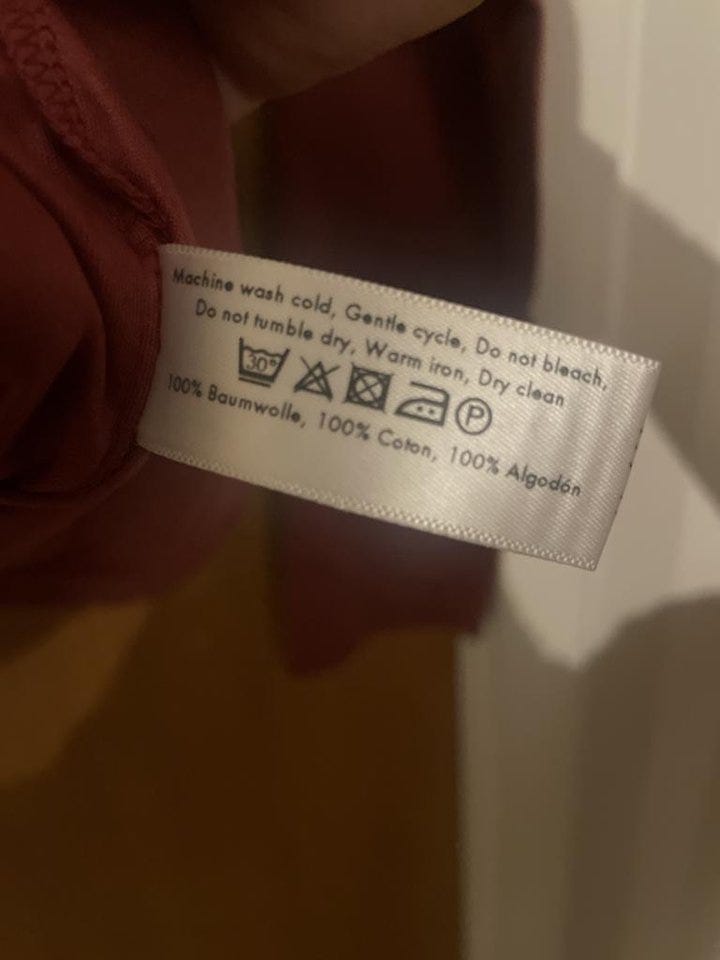 Machine wash cold, Gentle cycle, Do not bleach,
Do not tumble dry, Warm iron, Dry clean
30° P
100% Baumwolle, 100% Coton, 100% Algodón